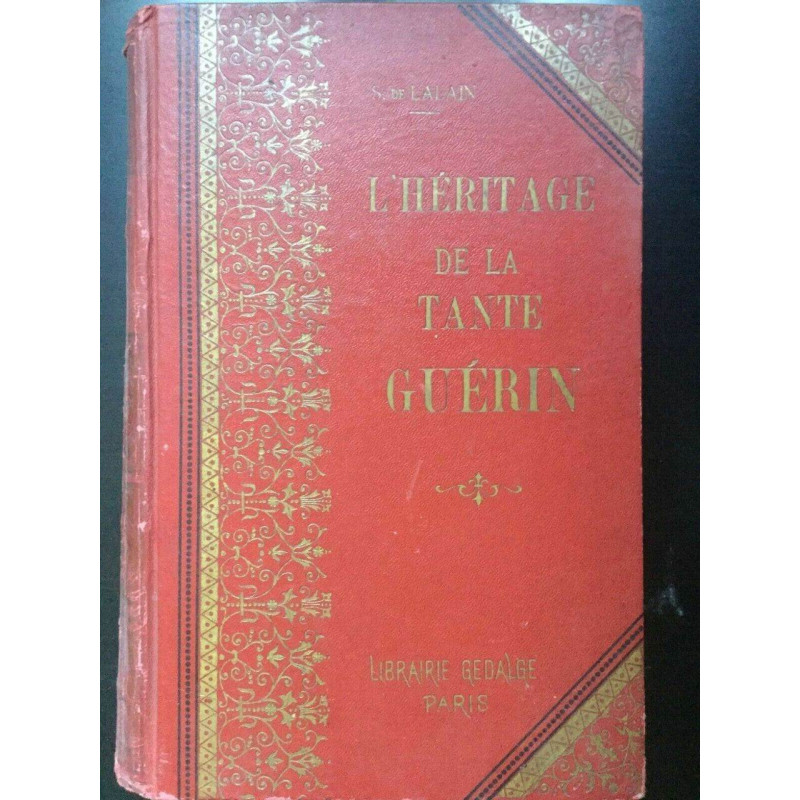 S. DE LALAIN
L'HÉRITAGE
DE LA
TANTE
GUÉRIN
LIBRAIRIE GEDALGE
PARIS